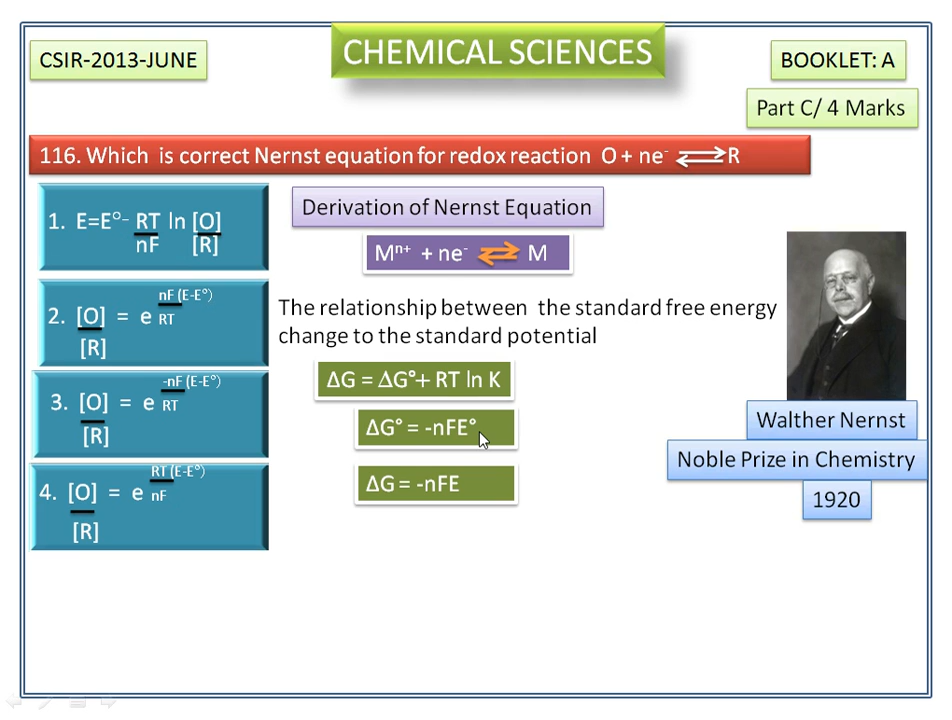 CSIR-2013-JUNE
CHEMICAL SCIENCES
BOOKLET: A
Part C/ 4 Marks
116. Which is correct Nernst equation for redox reaction O + ne⁻ ⇌ R
1. E=E°– RT ln [O]
nF [R]
Derivation of Nernst Equation
Mⁿ⁺ + ne⁻ ⇌ M
nF (E-E°)
2. [O] = e RT
[R]
The relationship between the standard free energy
change to the standard potential
-nF (E-E°)
3. [O] = e RT
[R]
ΔG = ΔG°+ RT ln K
ΔG° = -nFE°
RT (E-E°)
4. [O] = e nF
[R]
ΔG = -nFE
Walther Nernst
Noble Prize in Chemistry
1920